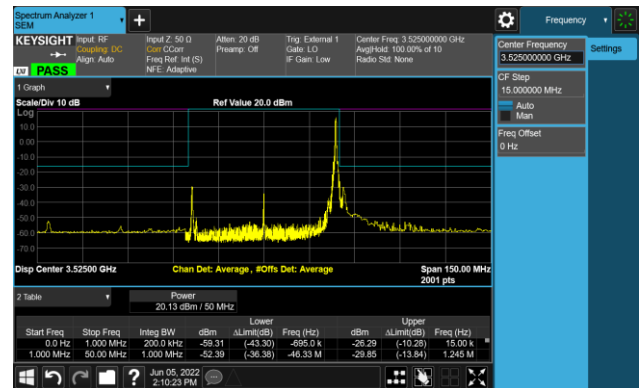 Spectrum Analyzer 1
SEM
Frequency
KEYSIGHT
Input: RF
Coupling: DC
Align: Auto
Input Z: 50 Ω
Corr CCorr
Freq Ref: Int (S)
NFE: Adaptive
Atten: 20 dB
Preamp: Off
Trig: External 1
Gate: LO
IF Gain: Low
Center Freq: 3.525000000 GHz
Avg|Hold: 100.00% of 10
Radio Std: None
LXI PASS
Center Frequency
3.525000000 GHz
Settings
CF Step
15.000000 MHz
Auto
Man
Freq Offset
0 Hz
1 Graph
Scale/Div 10 dB
Ref Value 20.0 dBm
Log
10.0
0.00
-10.0
-20.0
-30.0
-40.0
-50.0
-60.0
-70.0
Disp Center 3.52500 GHz
Chan Det: Average, #Offs Det: Average
Span 150.00 MHz
2001 pts
2 Table
Power
20.13 dBm / 50 MHz
Lower Upper
Start Freq Stop Freq Integ BW dBm ΔLimit(dB) Freq (Hz) dBm ΔLimit(dB) Freq (Hz)
0.0 Hz 1.000 MHz 200.0 kHz -59.31 (-43.30) -695.0 k -26.29 (-10.28) 15.00 k
1.000 MHz 50.00 MHz 1.000 MHz -52.39 (-36.38) -46.33 M -29.85 (-13.84) 1.245 M
?
Jun 05, 2022
2:10:23 PM